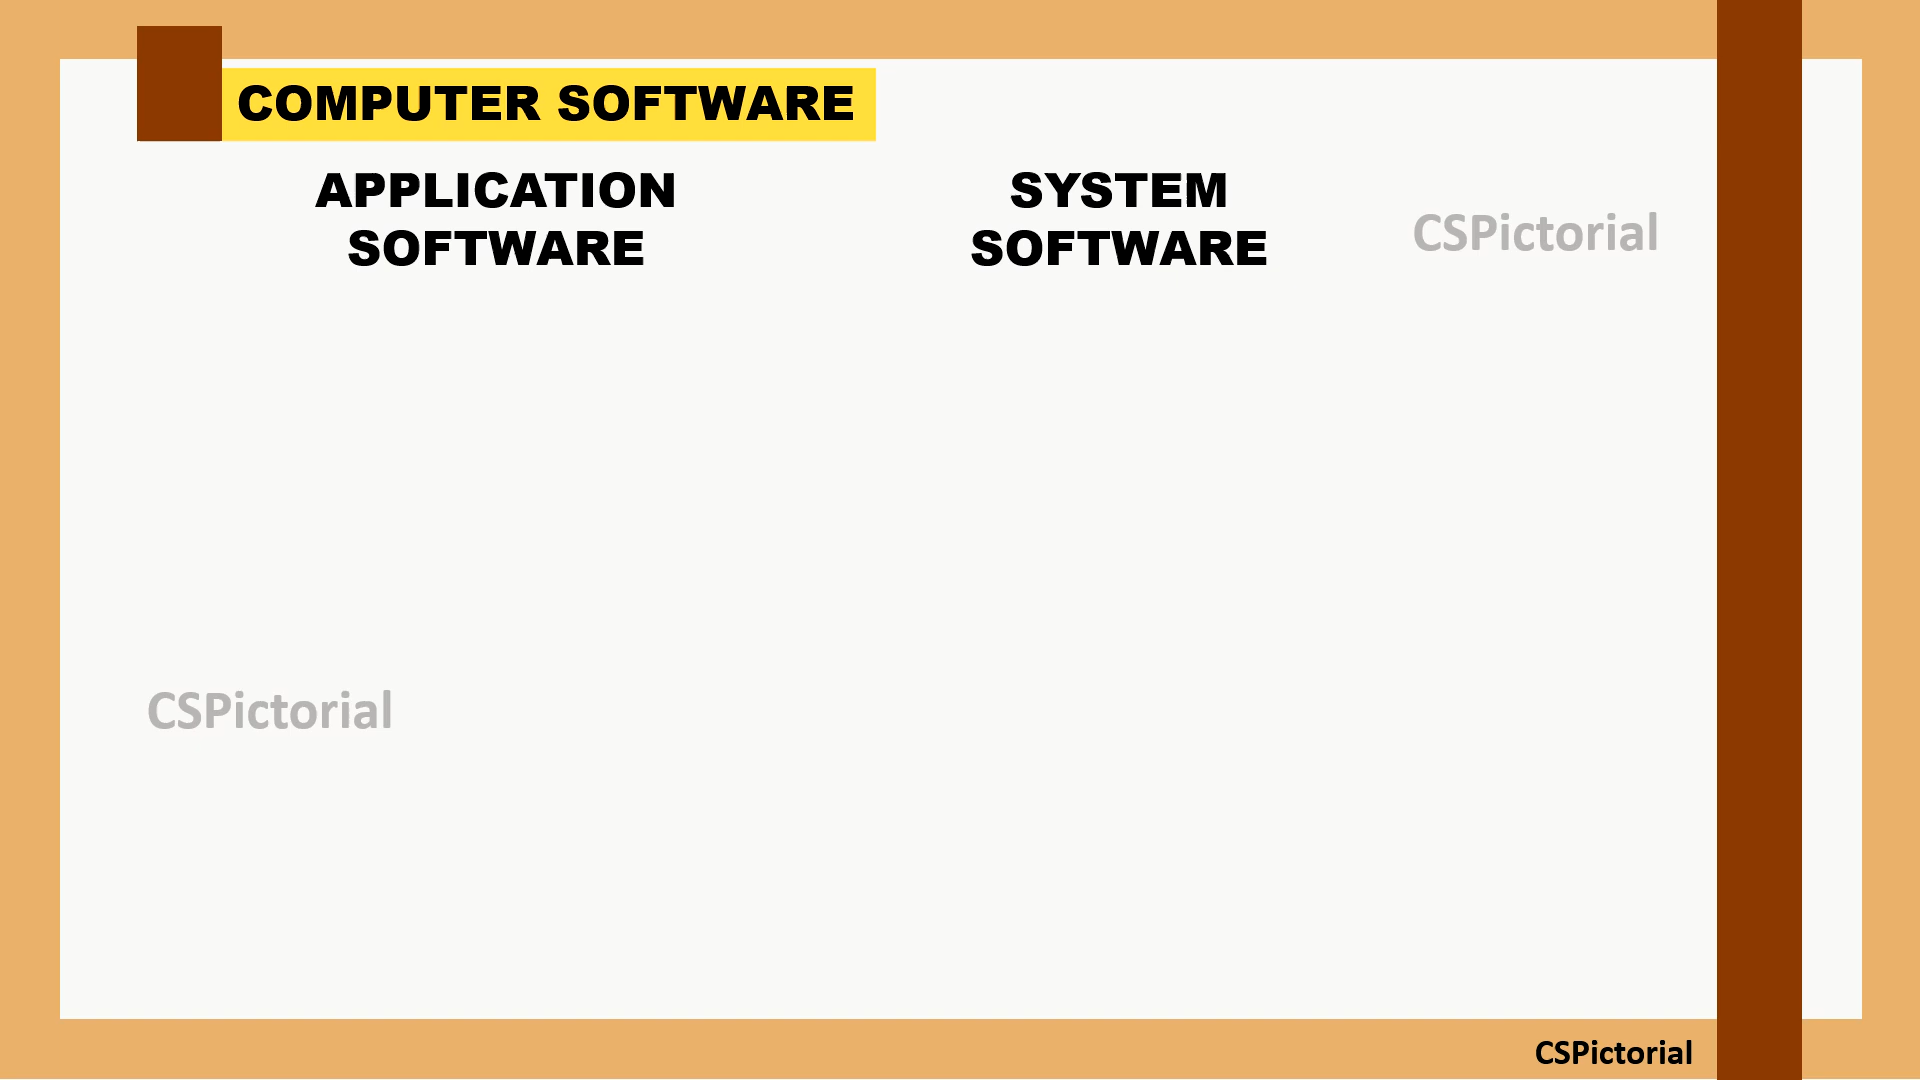 COMPUTER SOFTWARE
APPLICATION
SOFTWARE
SYSTEM
SOFTWARE
CSPictorial
CSPictorial
CSPictorial